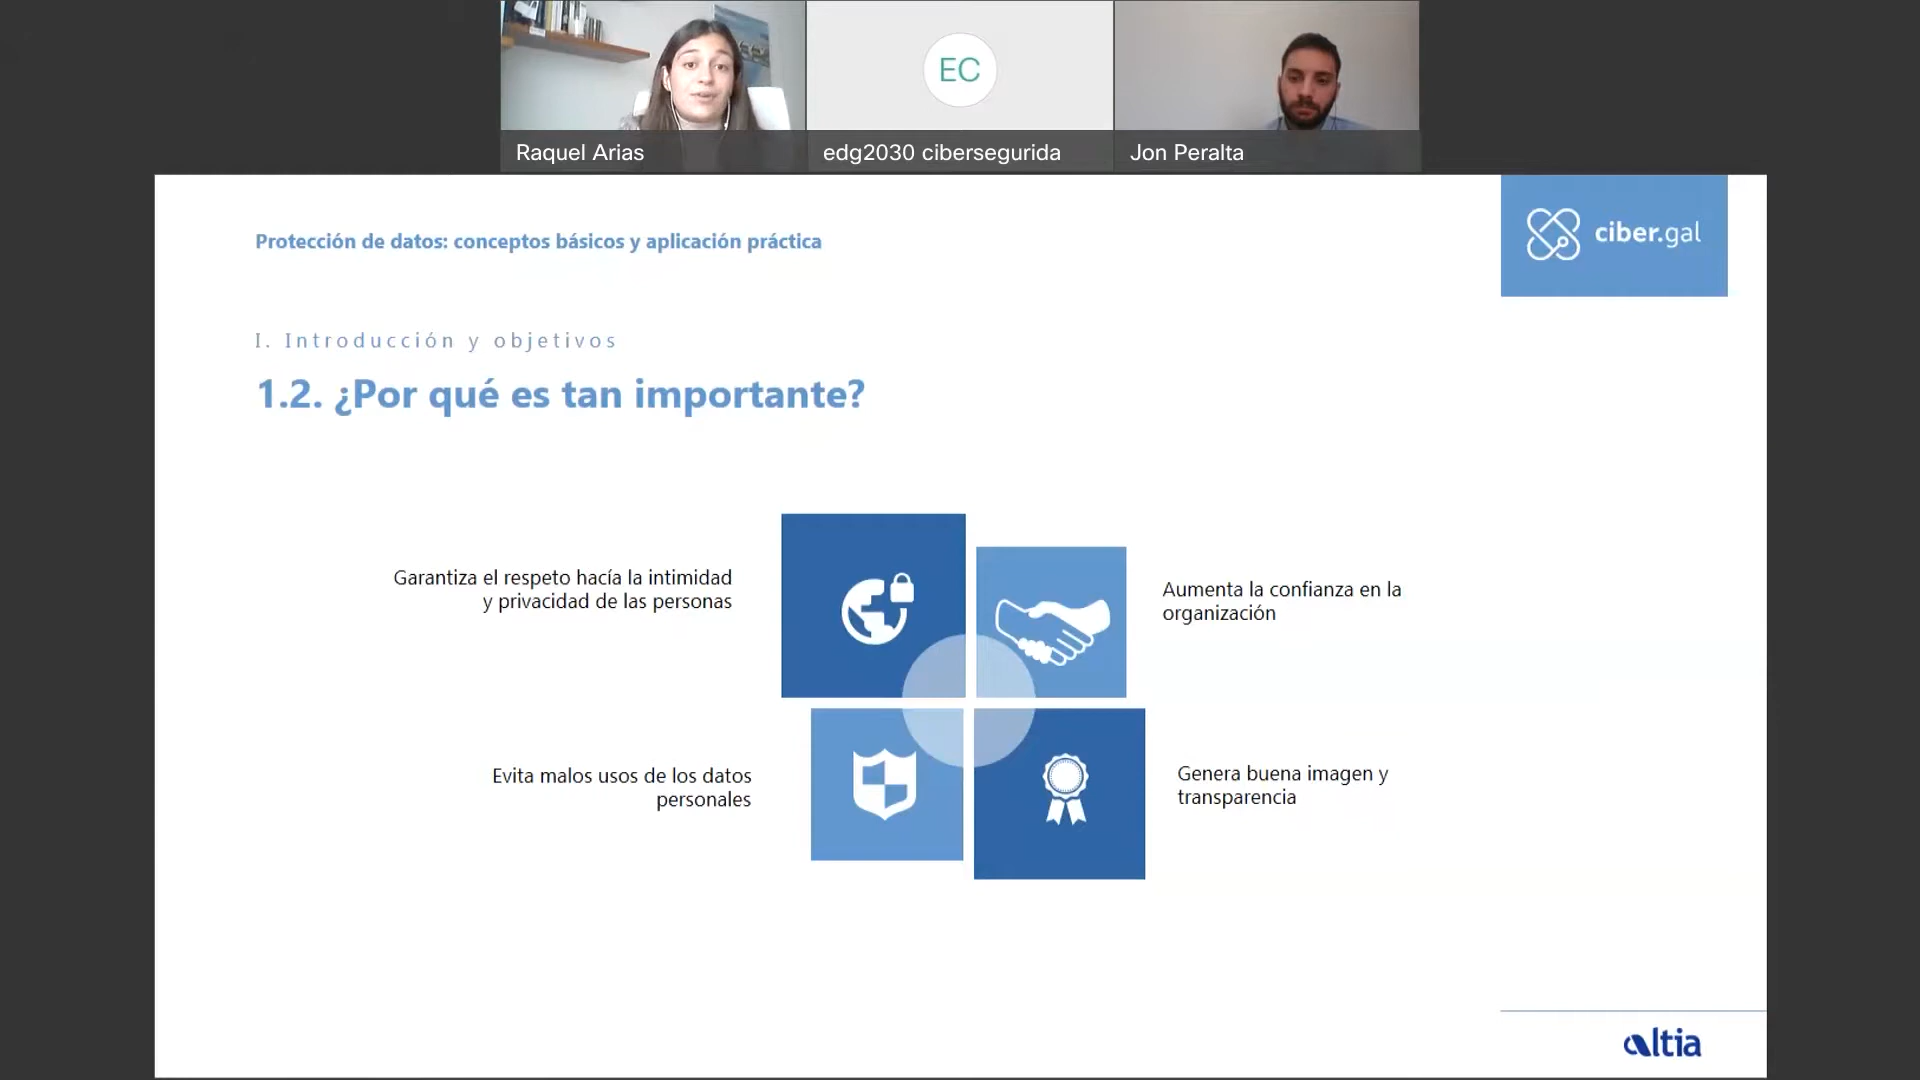 EC
Raquel Arias
edg2030 cibersegurida
Jon Peralta
ciber.gal
Protección de datos: conceptos básicos y aplicación práctica
I. Introducción y objetivos
1.2. ¿Por qué es tan importante?
Garantiza el respeto hacía la intimidad
y privacidad de las personas
Aumenta la confianza en la
organización
Evita malos usos de los datos
personales
Genera buena imagen y
transparencia
altia